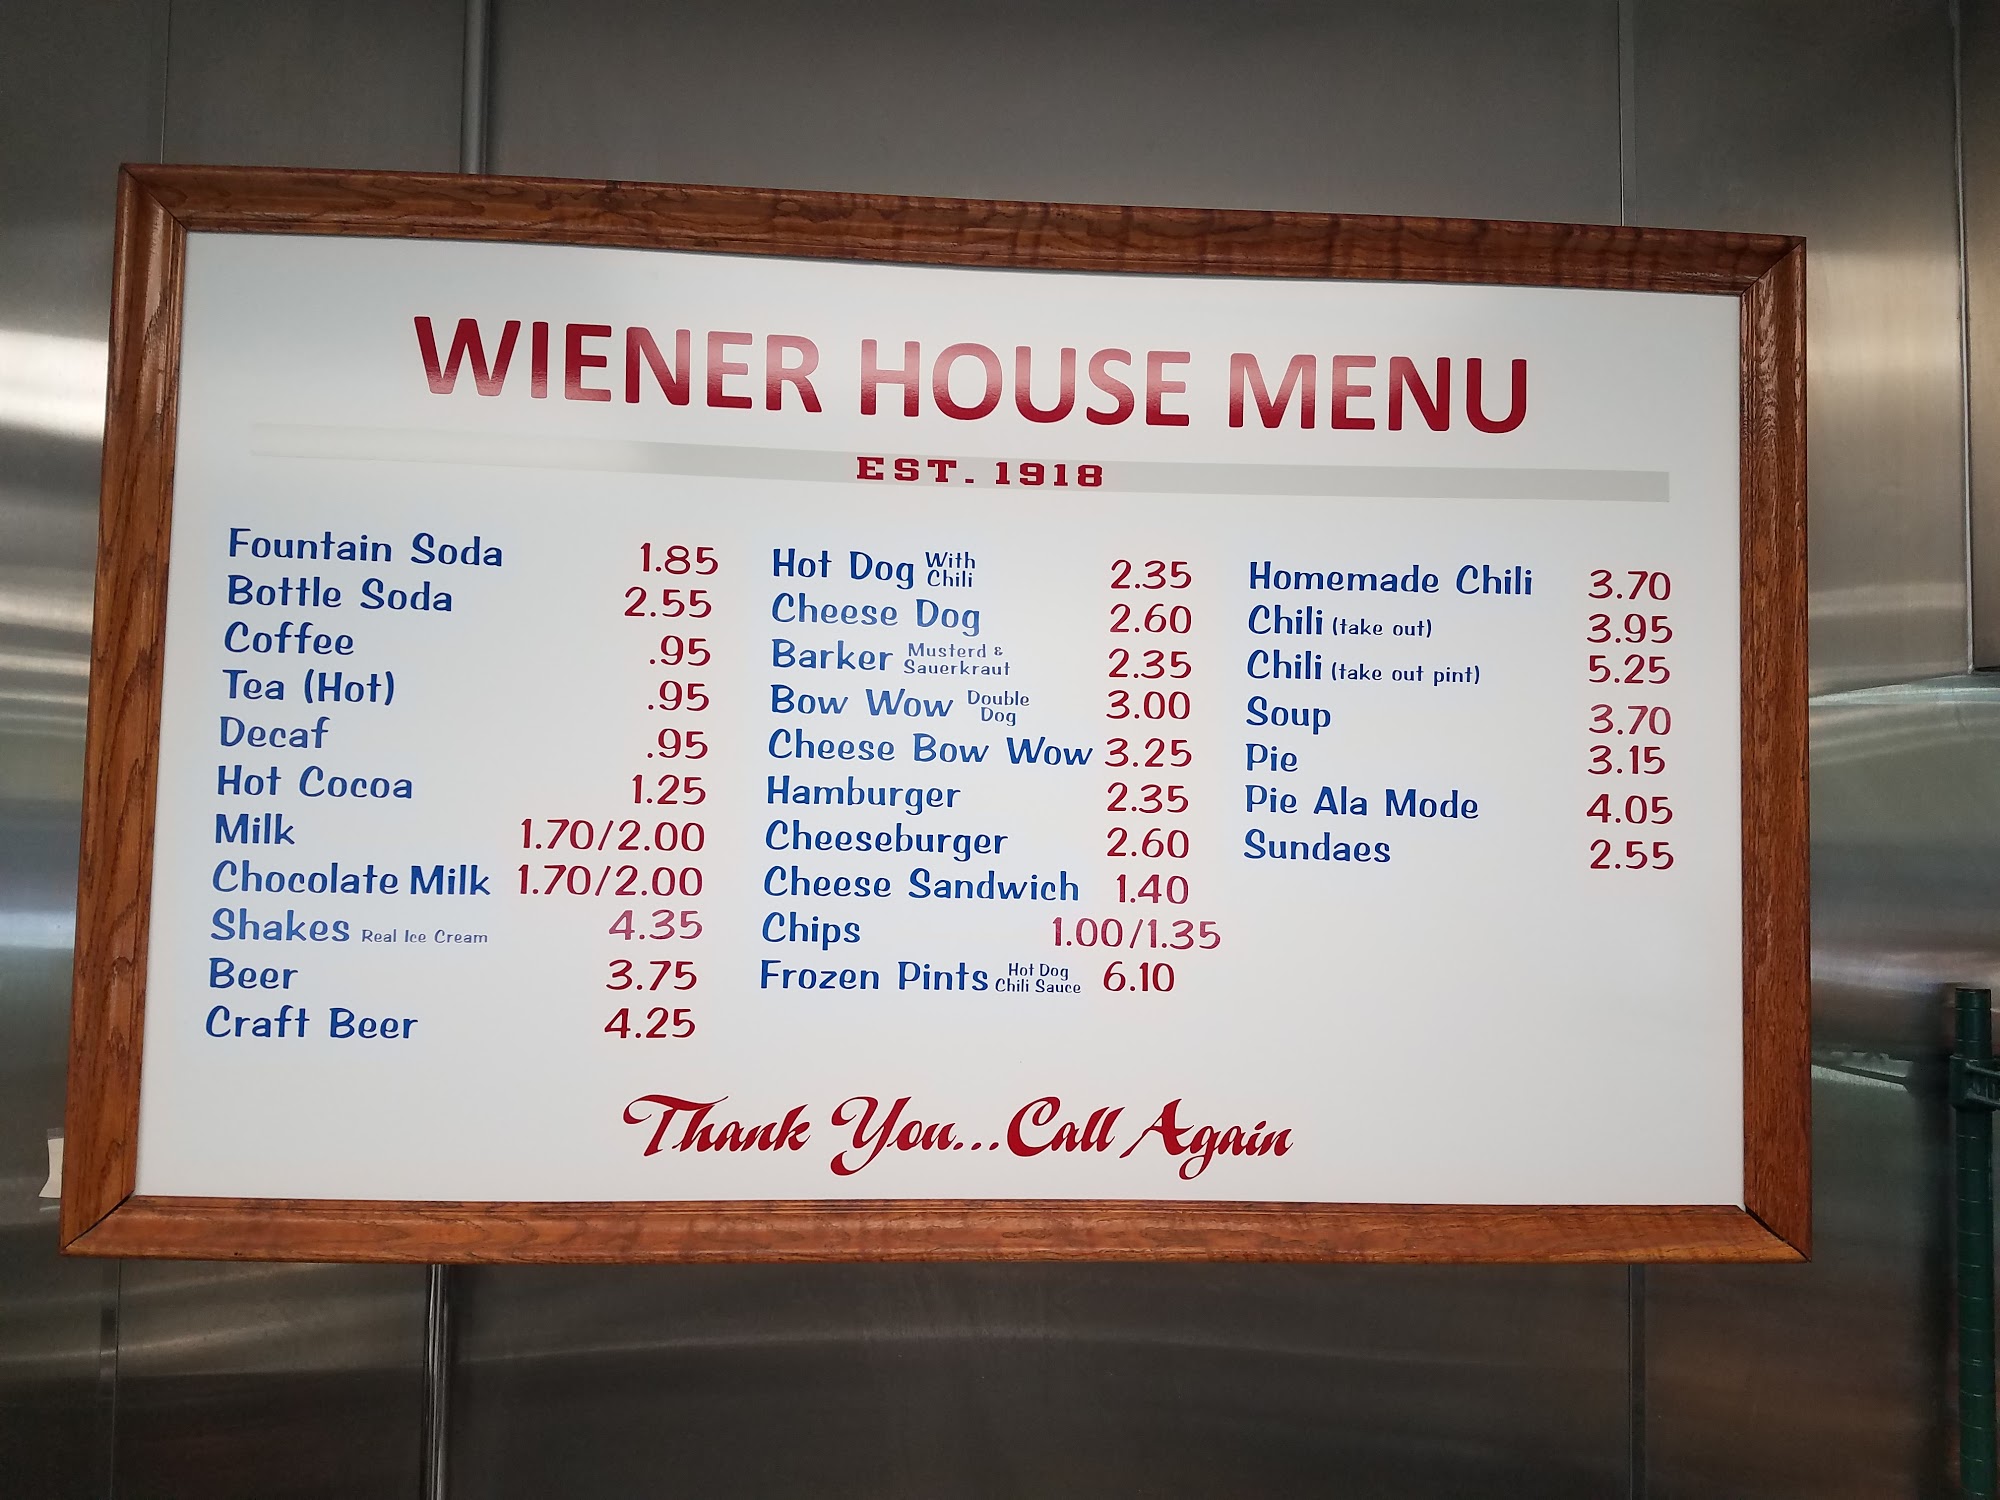 WIENER HOUSE MENU
EST. 1918
Fountain Soda 1.85
Bottle Soda 2.55
Coffee .95
Tea (Hot) .95
Decaf .95
Hot Cocoa 1.25
Milk 1.70/2.00
Chocolate Milk 1.70/2.00
Shakes Real Ice Cream 4.35
Beer 3.75
Craft Beer 4.25
Hot Dog With Chili 2.35
Cheese Dog 2.60
Barker Musterd & Sauerkraut 2.35
Bow Wow Double Dog 3.00
Cheese Bow Wow 3.25
Hamburger 2.35
Cheeseburger 2.60
Cheese Sandwich 1.40
Chips 1.00/1.35
Frozen Pints Hot Dog Chili Sauce 6.10
Homemade Chili 3.70
Chili (take out) 3.95
Chili (take out pint) 5.25
Soup 3.70
Pie 3.15
Pie Ala Mode 4.05
Sundaes 2.55
Thank You...Call Again